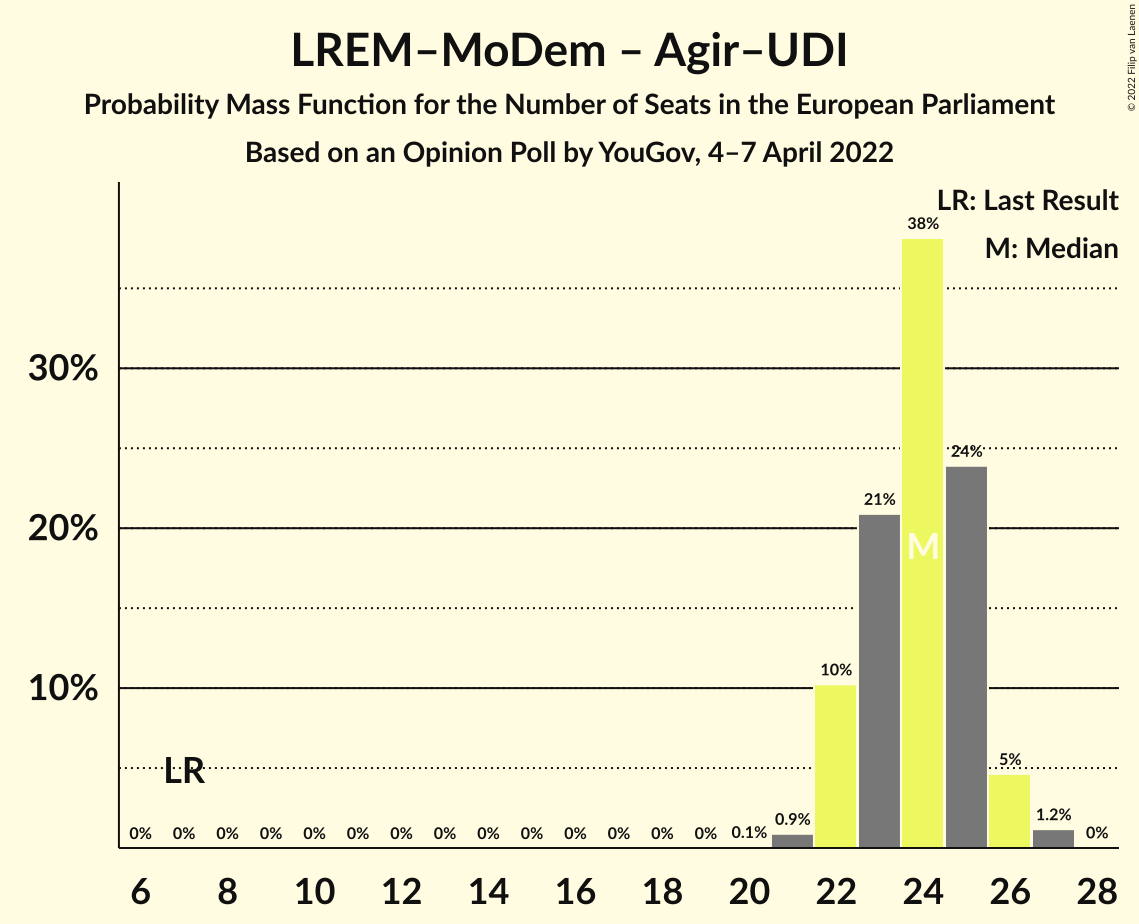 LREM–MoDem – Agir–UDI
Probability Mass Function for the Number of Seats in the European Parliament
Based on an Opinion Poll by YouGov, 4–7 April 2022
© 2022 Filip van Laenen
LR: Last Result
M: Median
38%
30%
24%
21%
20%
M
10%
10%
5%
LR
1.2%
0.9%
0% 0% 0% 0% 0% 0% 0% 0% 0% 0% 0% 0% 0% 0% 0.1% 0%
6 8 10 12 14 16 18 20 22 24 26 28